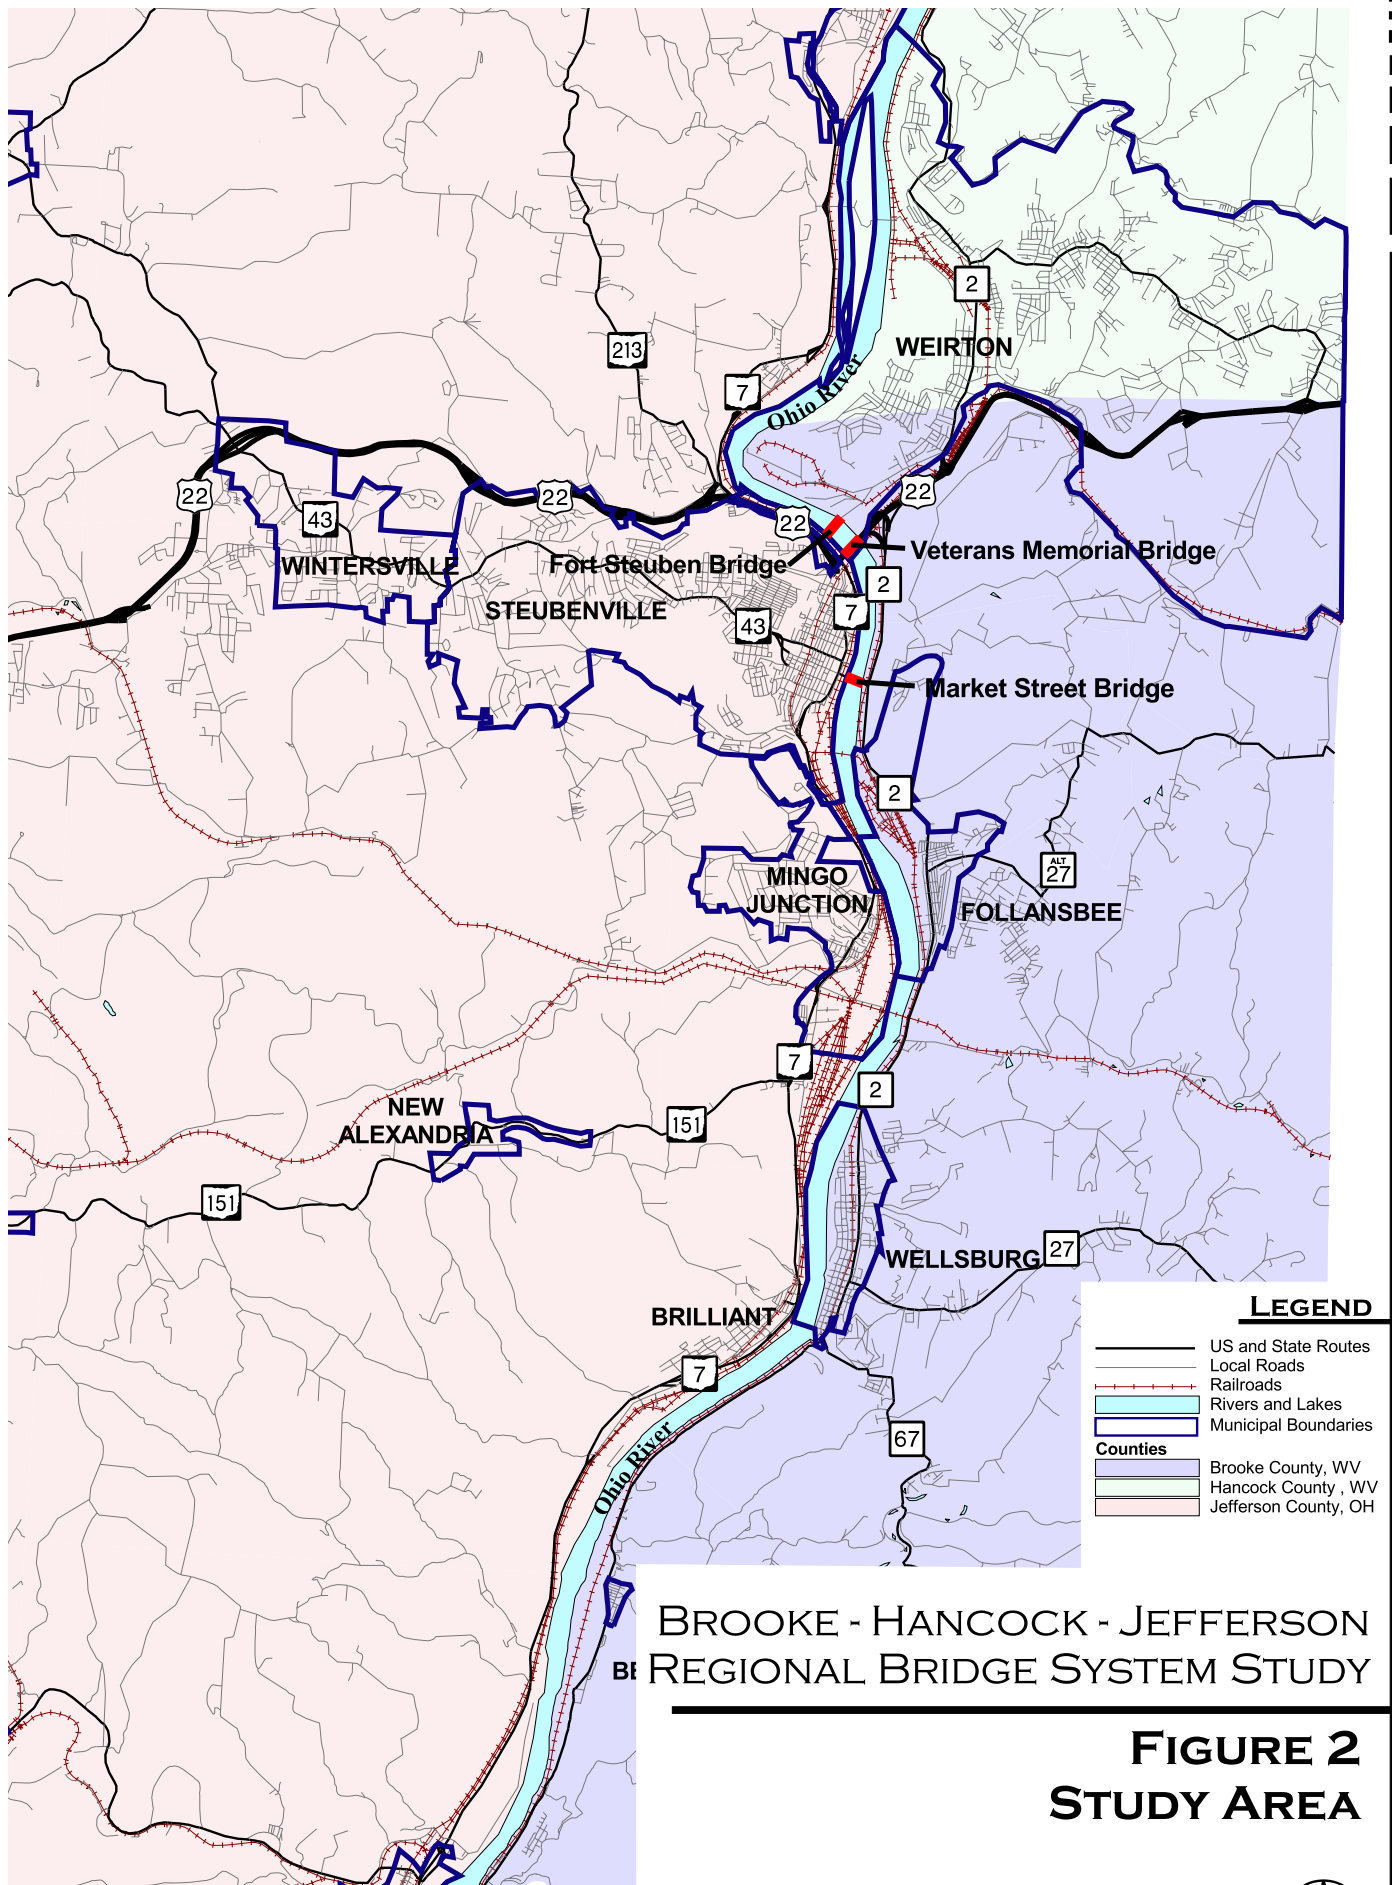 2
WEIRTON
213
7
Ohio River
22
22
22
22
43
WINTERSVILLE
Fort Steuben Bridge
Veterans Memorial Bridge
2
STEUBENVILLE
7
43
Market Street Bridge
2
MINGO
JUNCTION
ALT
27
FOLLANSBEE
7
2
NEW
ALEXANDRIA
151
151
WELLSBURG
27
BRILLIANT
7
67
Ohio River
BE
LEGEND
US and State Routes
Local Roads
Railroads
Rivers and Lakes
Municipal Boundaries
Counties
Brooke County, WV
Hancock County , WV
Jefferson County, OH
BROOKE - HANCOCK - JEFFERSON
REGIONAL BRIDGE SYSTEM STUDY
FIGURE 2
STUDY AREA